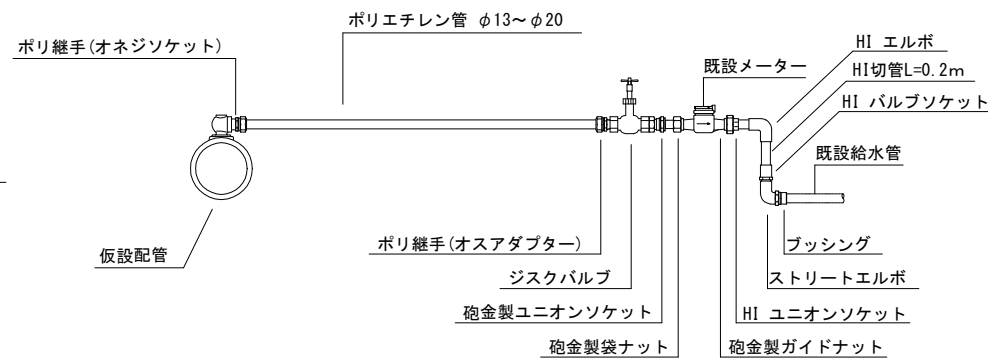 ポリエチレン管 φ13～φ20
ポリ継手(オネジソケット)
HI エルボ
既設メーター
HI切管L=0.2m
HI バルブソケット
既設給水管
仮設配管
ポリ継手(オスアダプター)
ブッシング
ジスクバルブ
ストリートエルボ
砲金製ユニオンソケット
HI ユニオンソケット
砲金製袋ナット
砲金製ガイドナット